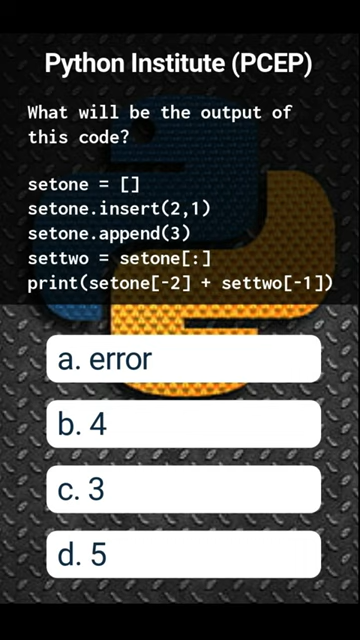 Python Institute (PCEP)
What will be the output of
this code?
setone = []
setone.insert(2,1)
setone.append(3)
settwo = setone[:]
print(setone[-2] + settwo[-1])
a. error
b. 4
c. 3
d. 5